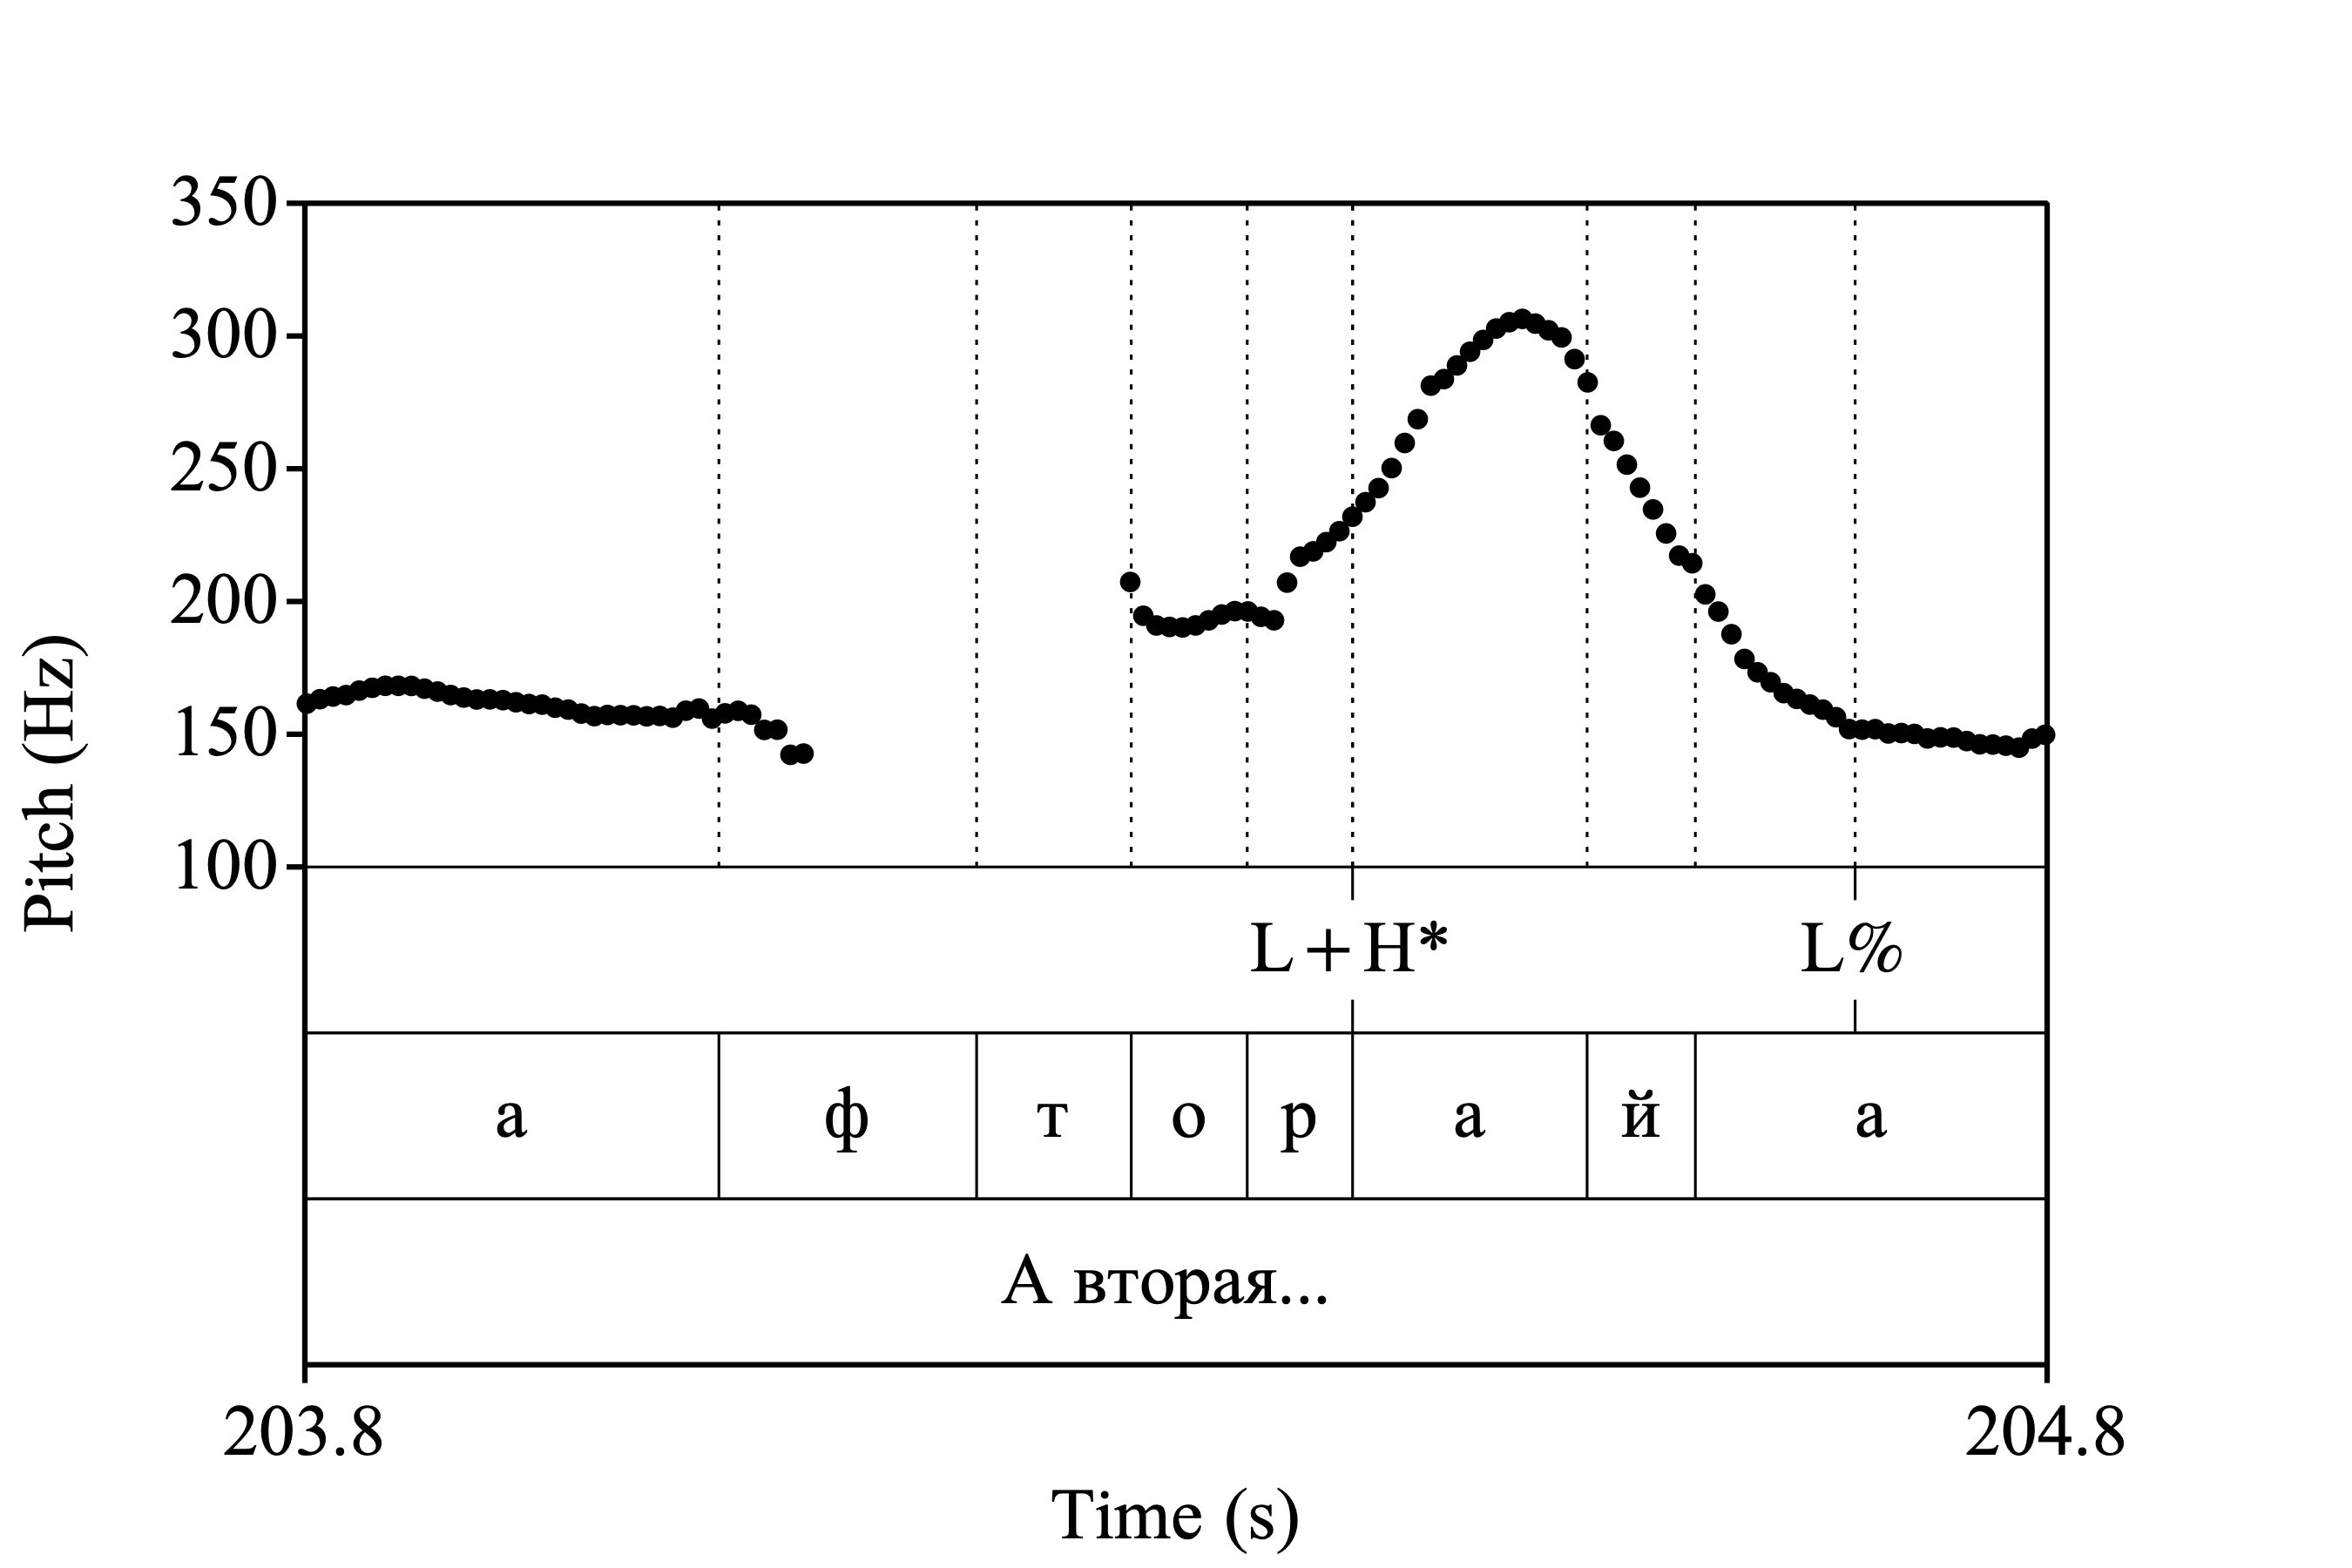 350
300
250
200
150
100
Pitch (Hz)
L+H* L%
а ф т о р а й а
А вторая...
203.8 204.8
Time (s)